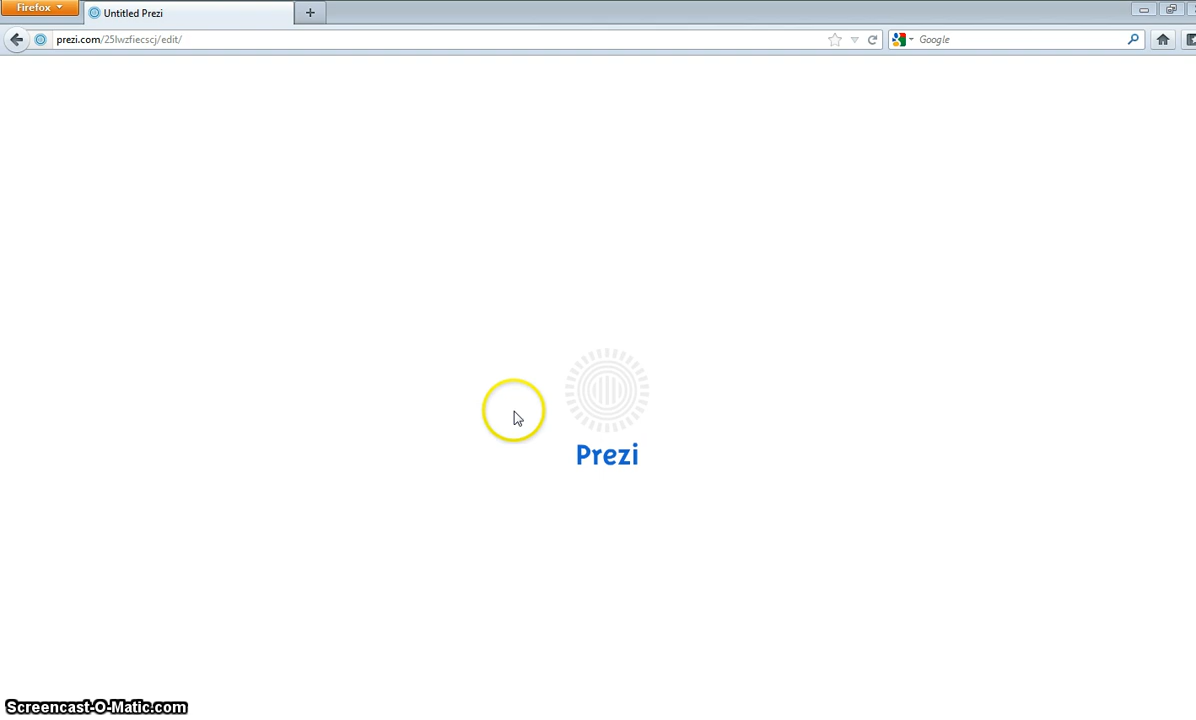 Firefox
Untitled Prezi
prezi.com/25lwzfiecscj/edit/
Google
Prezi
Screencast-O-Matic.com